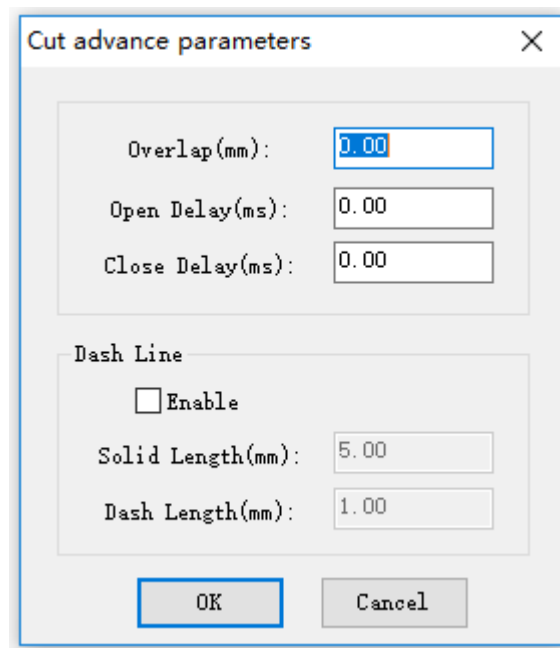 Cut advance parameters
Overlap(mm): 0.00
Open Delay(ms): 0.00
Close Delay(ms): 0.00
Dash Line
Enable
Solid Length(mm): 5.00
Dash Length(mm): 1.00
OK Cancel